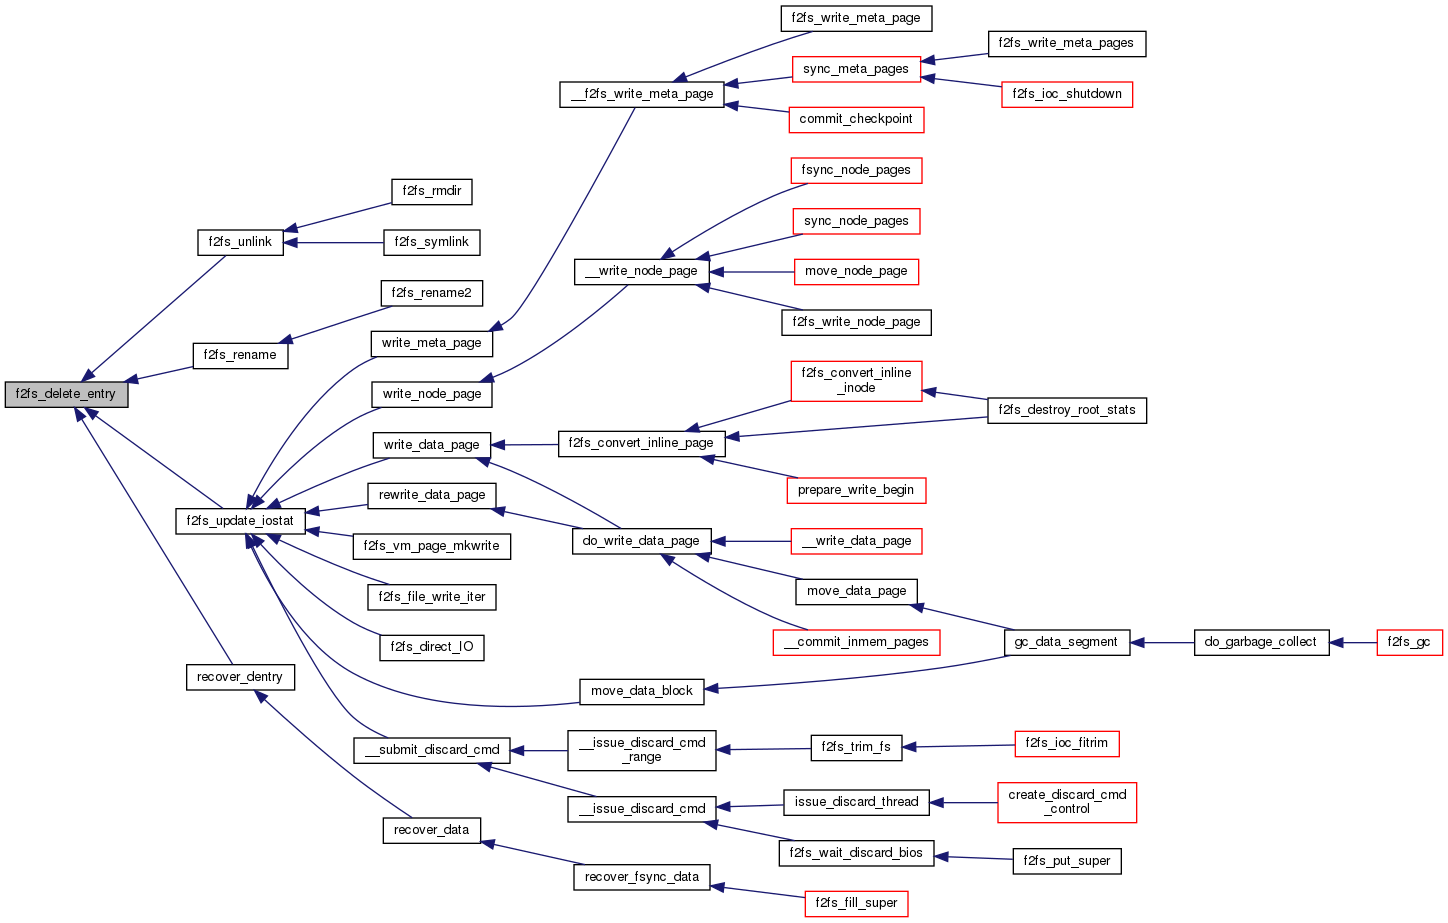 f2fs_write_meta_page
f2fs_write_meta_pages
sync_meta_pages
__f2fs_write_meta_page
f2fs_ioc_shutdown
commit_checkpoint
fsync_node_pages
f2fs_rmdir
sync_node_pages
f2fs_unlink
f2fs_symlink
__write_node_page
move_node_page
f2fs_rename2
f2fs_write_node_page
write_meta_page
f2fs_rename
f2fs_convert_inline
_inode
f2fs_delete_entry
write_node_page
f2fs_destroy_root_stats
write_data_page
f2fs_convert_inline_page
prepare_write_begin
rewrite_data_page
f2fs_update_iostat
do_write_data_page
__write_data_page
f2fs_vm_page_mkwrite
move_data_page
f2fs_file_write_iter
f2fs_direct_IO
__commit_inmem_pages
gc_data_segment
do_garbage_collect
f2fs_gc
recover_dentry
move_data_block
__submit_discard_cmd
__issue_discard_cmd
_range
f2fs_trim_fs
f2fs_ioc_fitrim
__issue_discard_cmd
issue_discard_thread
create_discard_cmd
_control
recover_data
f2fs_wait_discard_bios
f2fs_put_super
recover_fsync_data
f2fs_fill_super